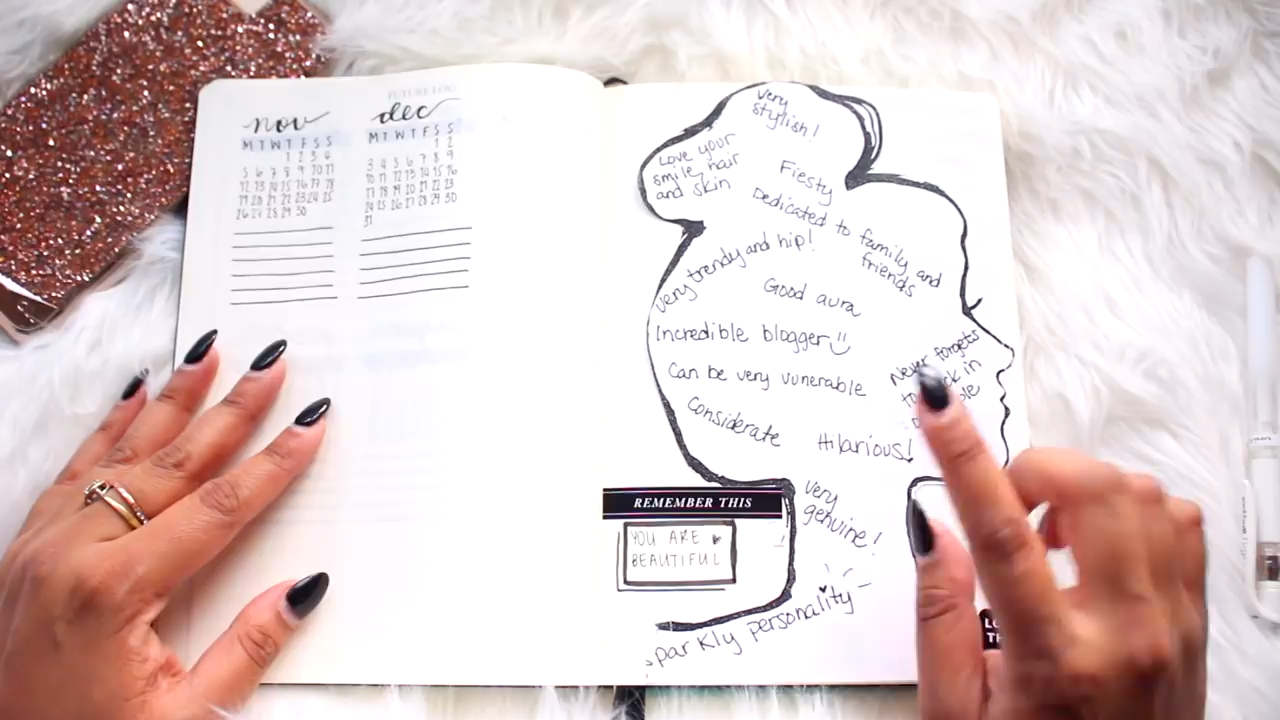 FUTURE LOG
nov
M T W T F S S
1 2 3 4
5 6 7 8 9 10 11
12 13 14 15 16 17 18
19 20 21 22 23 24 25
26 27 28 29 30
dec
M T W T F S S
1 2
3 4 5 6 7 8 9
10 11 12 13 14 15 16
17 18 19 20 21 22 23
24 25 26 27 28 29 30
31
very
stylish!
Love your
smile, hair
and skin
Fiesty
Dedicated to family and
friends
very trendy and hip!
Good aura
Incredible blogger
Can be very vunerable
Never forgets
to in
Considerate
Hilarious!
very
genuine!
REMEMBER THIS
YOU ARE
BEAUTIFUL
sparkly personality